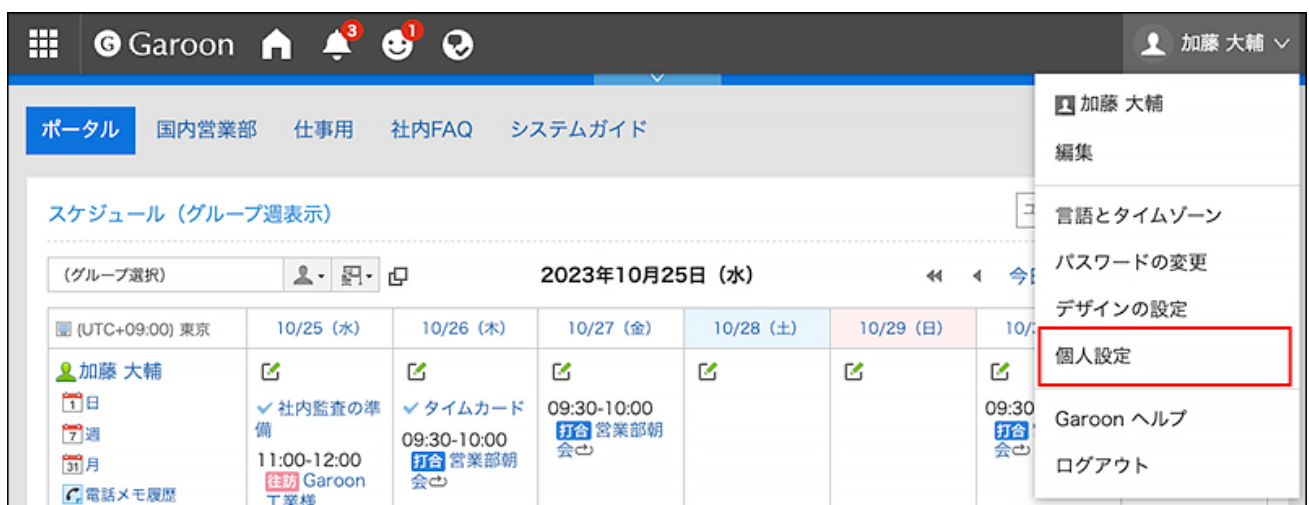 G Garoon 3 1 加藤 大輔
ポータル 国内営業部 仕事用 社内FAQ システムガイド
加藤 大輔
編集
言語とタイムゾーン
パスワードの変更
デザインの設定
個人設定
Garoon ヘルプ
ログアウト
スケジュール（グループ週表示）
（グループ選択） 2023年10月25日（水） 今日
(UTC+09:00) 東京 10/25（水） 10/26（木） 10/27（金） 10/28（土） 10/29（日） 10/
加藤 大輔
1 日
7 週
31 月
電話メモ履歴
社内監査の準
備
11:00-12:00
往訪 Garoon
工業様
タイムカード
09:30-10:00
打合 営業部朝
会
09:30-10:00
打合 営業部朝
会
09:30
打合
会